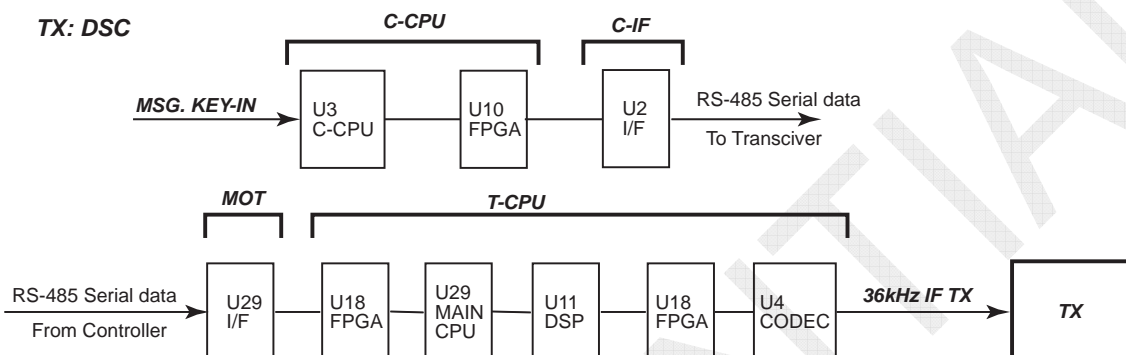 TX: DSC
C-CPU
C-IF
MSG. KEY-IN
U3
C-CPU
U10
FPGA
U2
I/F
RS-485 Serial data
To Transciver
MOT
T-CPU
RS-485 Serial data
From Controller
U29
I/F
U18
FPGA
U29
MAIN
CPU
U11
DSP
U18
FPGA
U4
CODEC
36kHz IF TX
TX